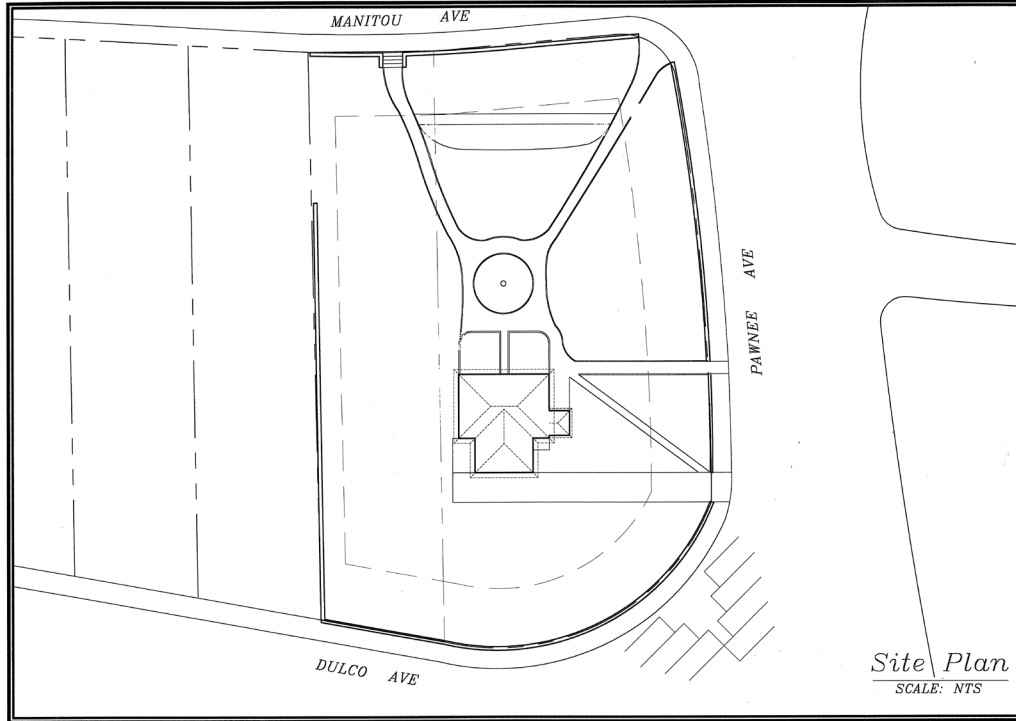 MANITOU AVE
PAWNEE AVE
DULCO AVE
Site Plan
SCALE: NTS